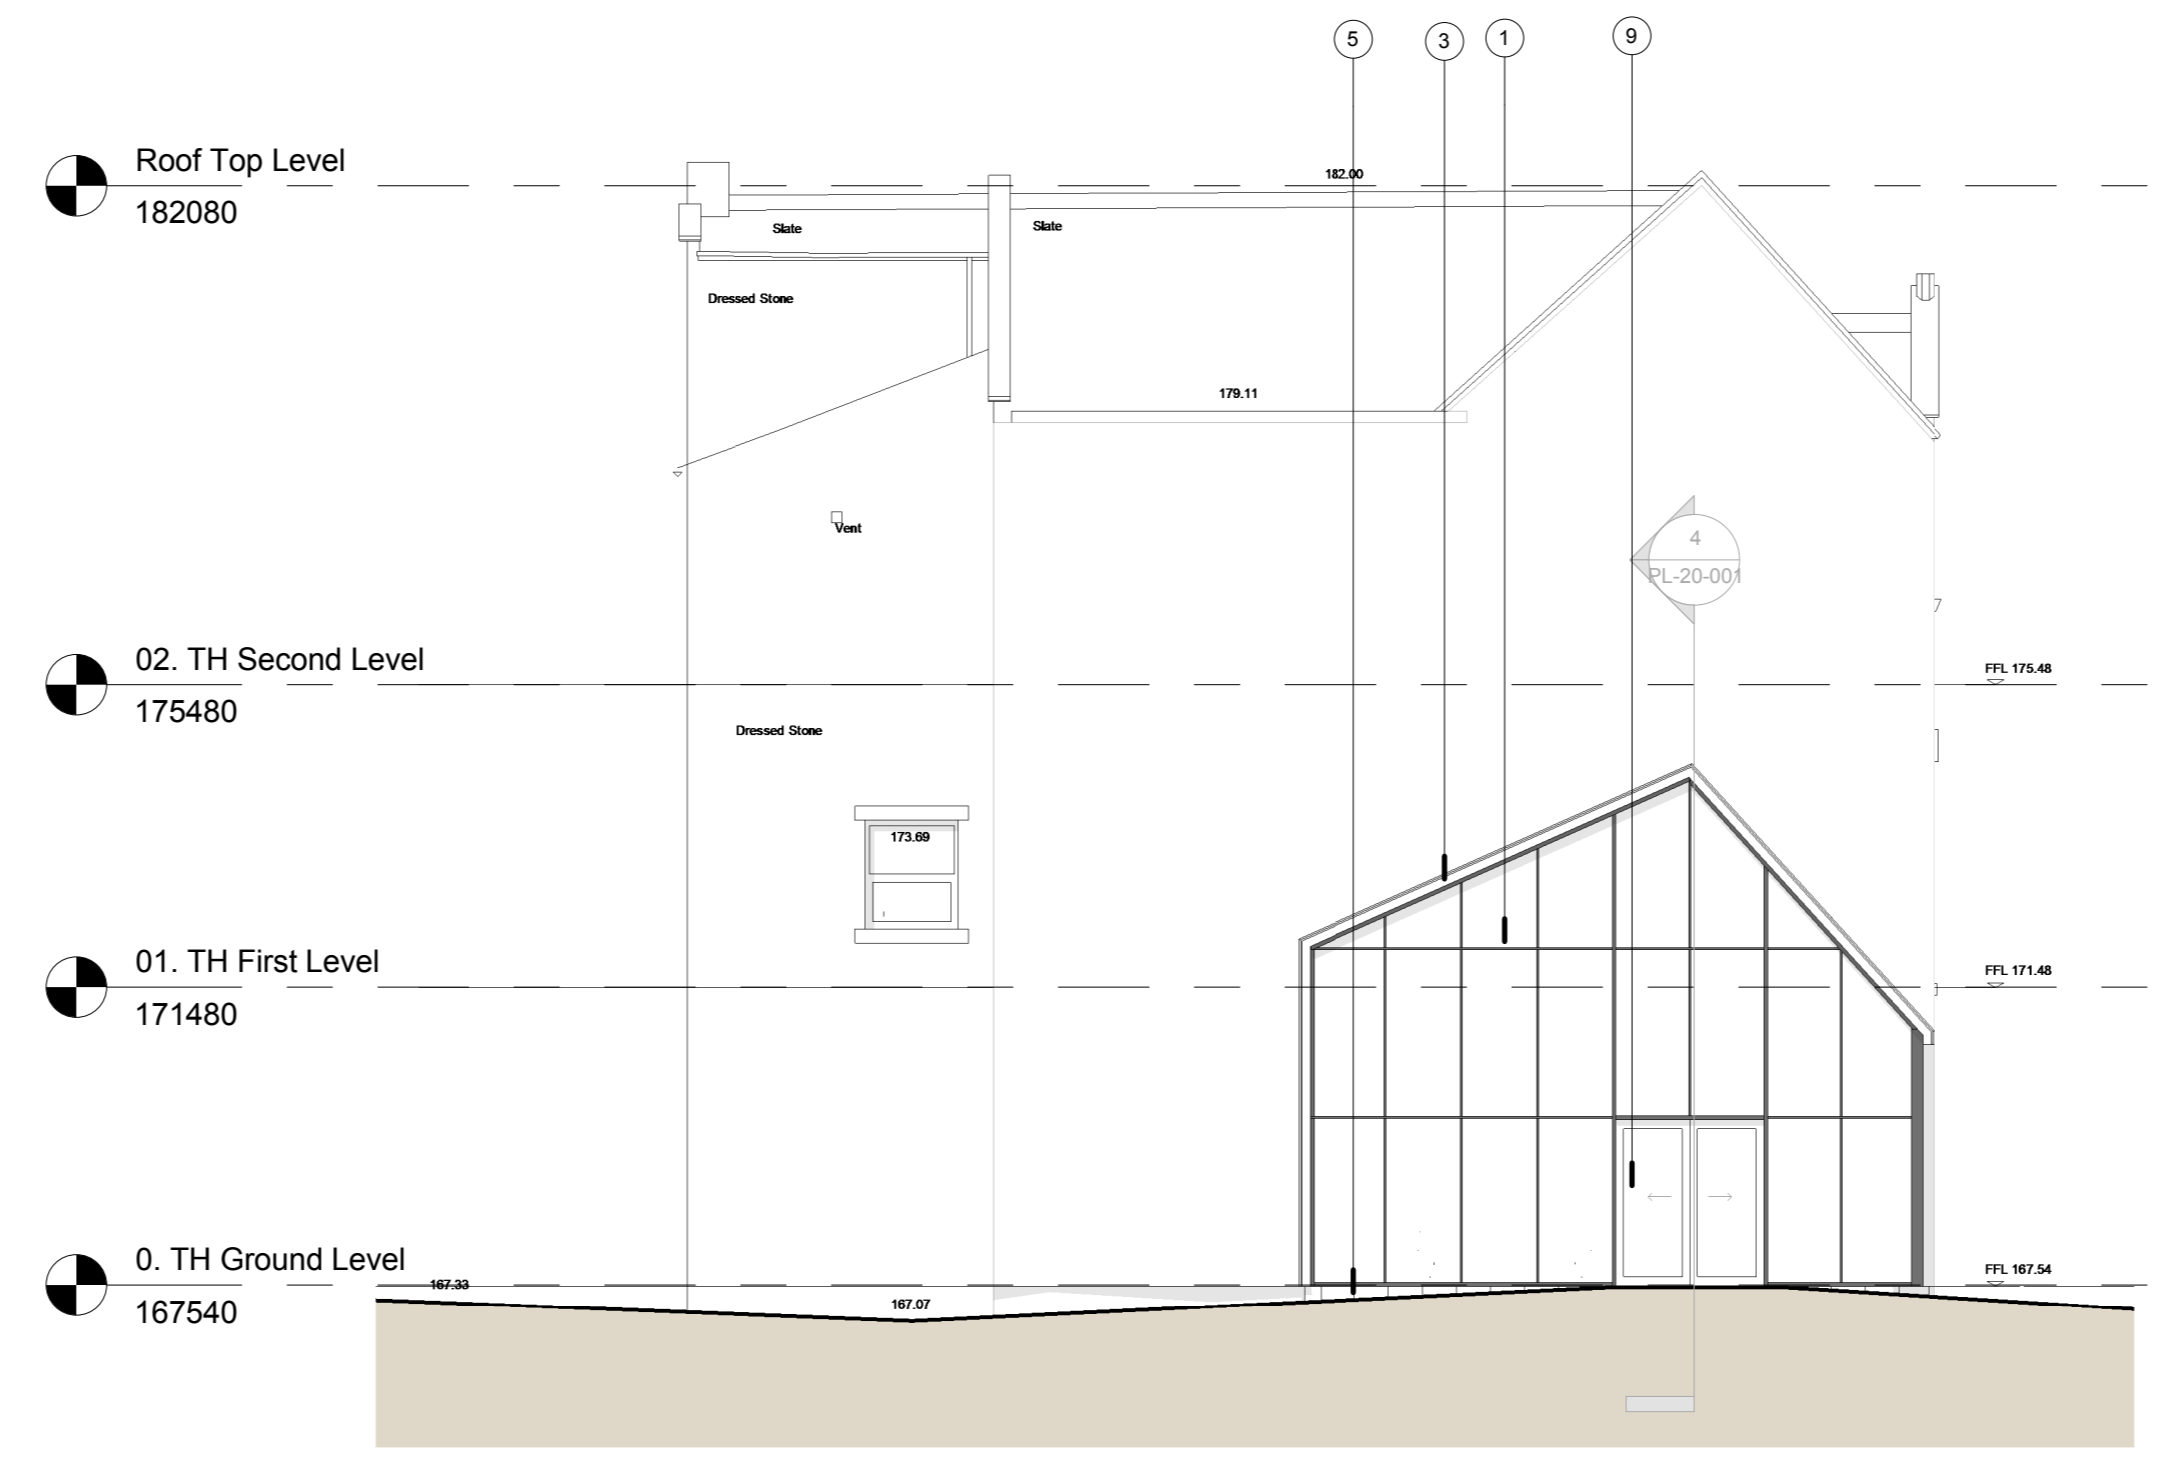 5
3
1
9
Roof Top Level
182080
182.00
Slate
Slate
Dressed Stone
179.11
Vent
4
PL-20-001
7
02. TH Second Level
175480
FFL 175.48
Dressed Stone
173.69
01. TH First Level
171480
FFL 171.48
0. TH Ground Level
167540
167.33
167.07
FFL 167.54